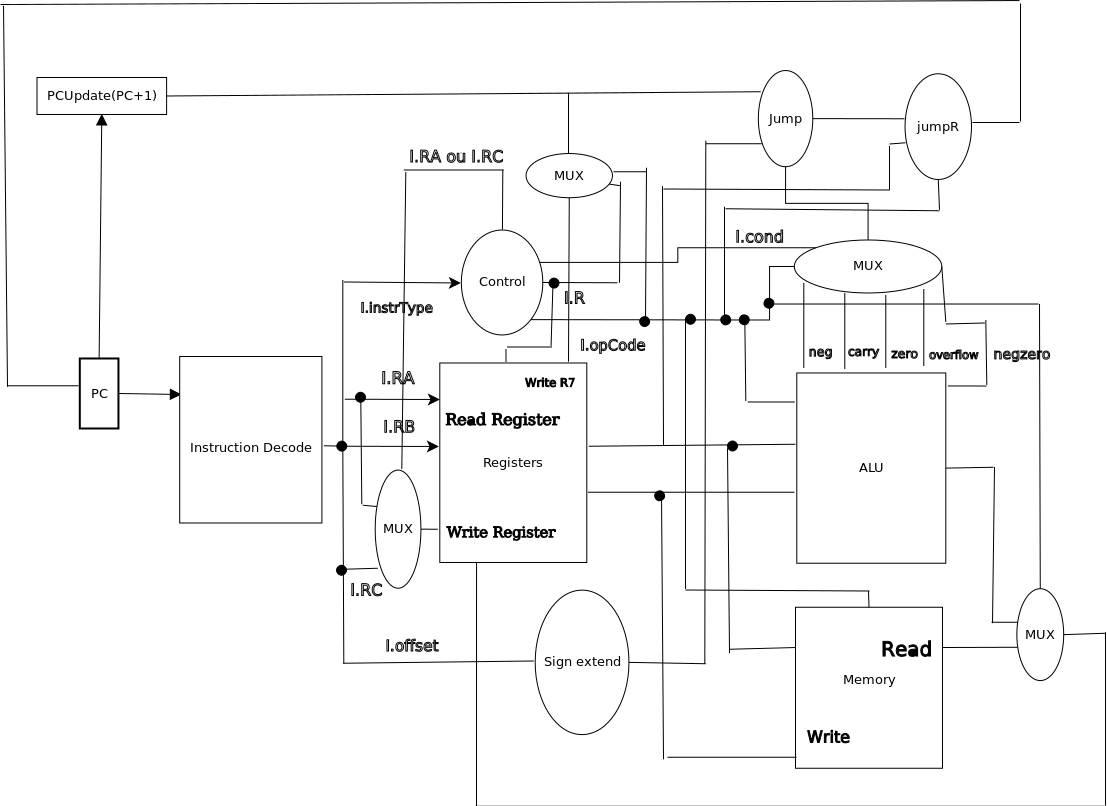 PCUpdate(PC+1)
Jump
jumpR
I.RA ou I.RC
MUX
I.cond
MUX
Control
I.R
I.instrType
I.opCode
neg
carry
zero
overflow
negzero
PC
I.RA
Write R7
Read Register
I.RB
Instruction Decode
Registers
ALU
MUX
Write Register
I.RC
I.offset
Sign extend
MUX
Read
Memory
Write